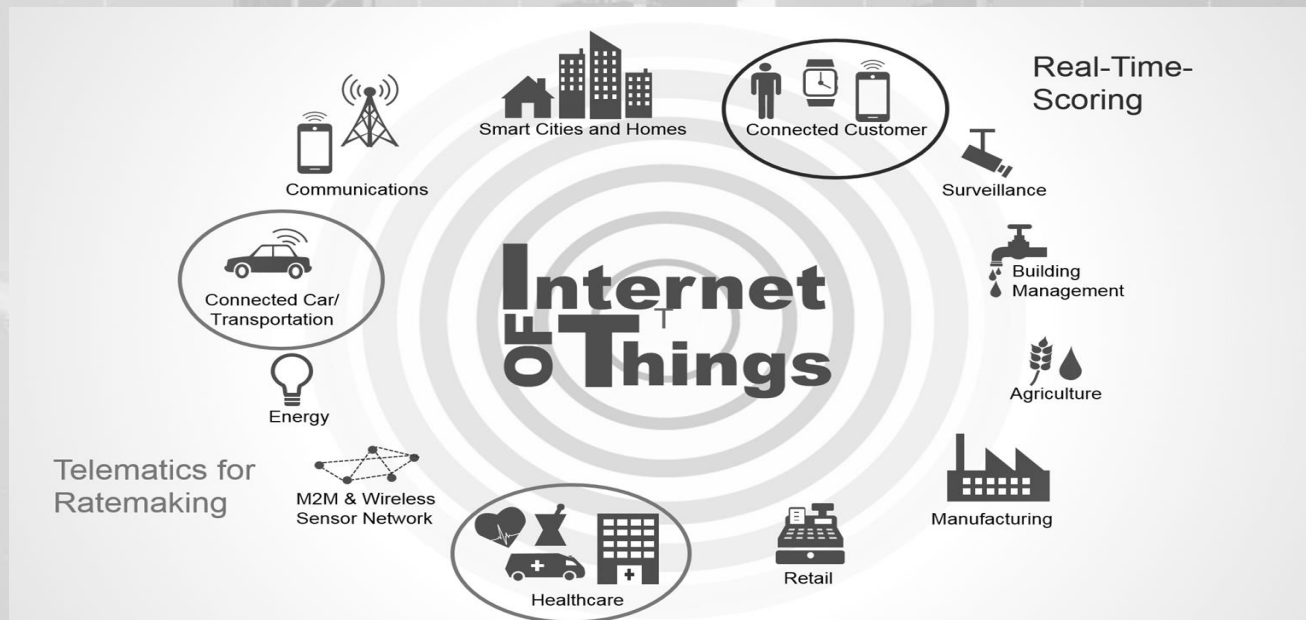 Real-Time-
Scoring
Smart Cities and Homes
Connected Customer
Communications
Surveillance
Connected Car/
Transportation
Building
Management
Internet
OF Things
T
Energy
Agriculture
Telematics for
Ratemaking
M2M & Wireless
Sensor Network
Manufacturing
Retail
Healthcare